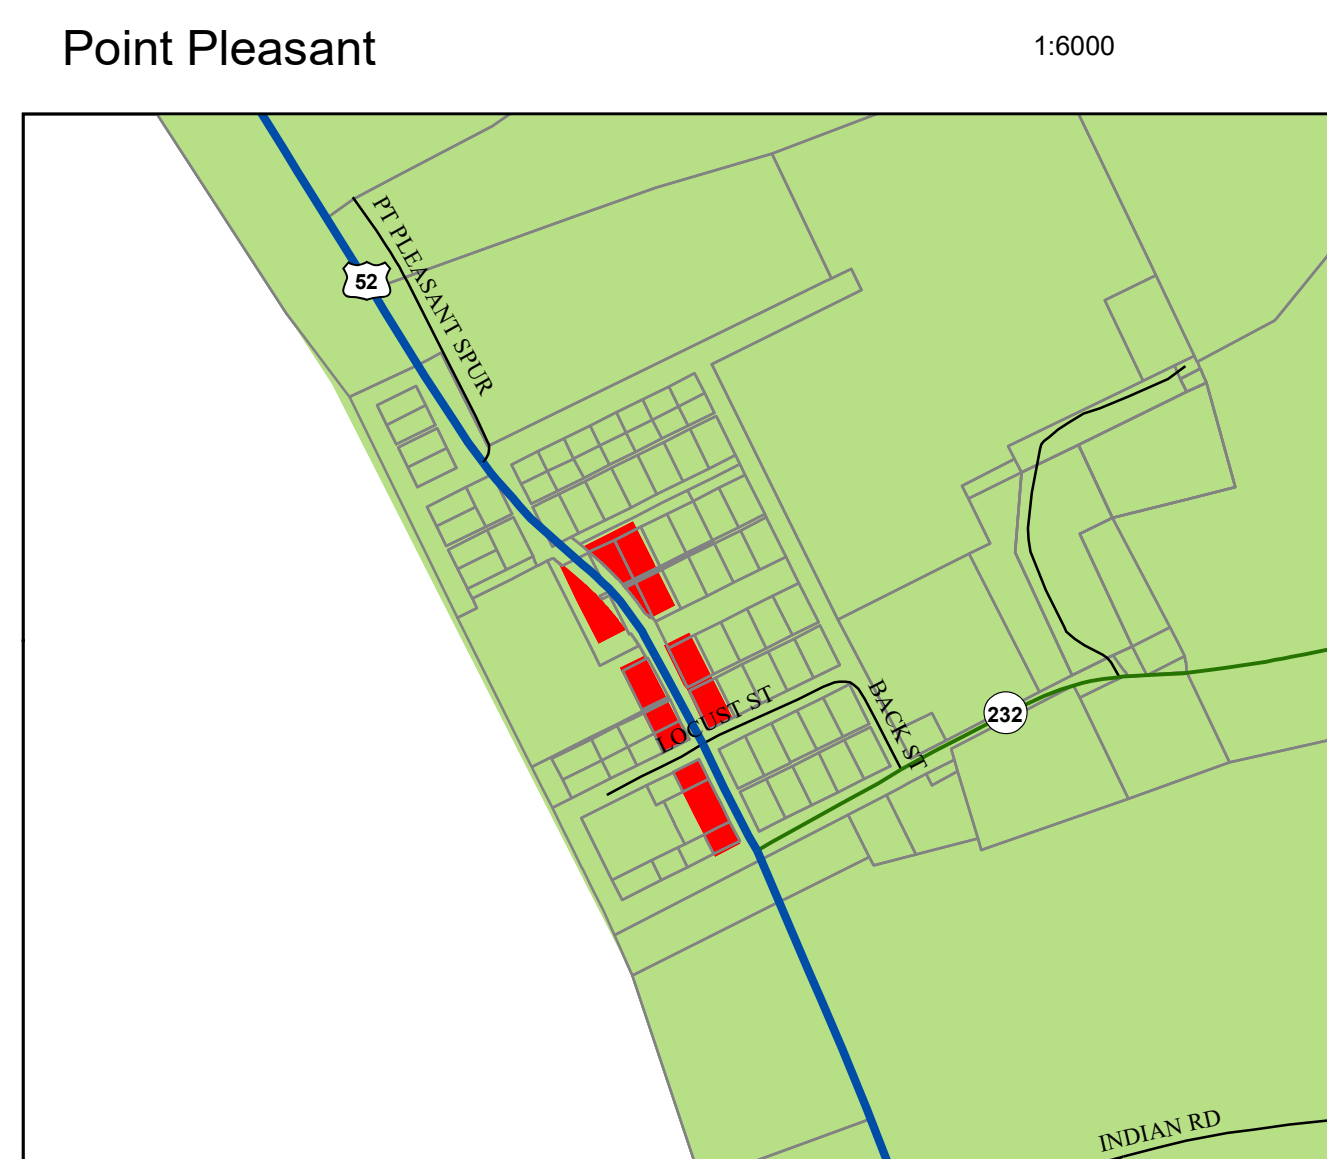 Point Pleasant
1:6000
PT PLEASANT SPUR
52
LOCUST ST
BACK ST
232
INDIAN RD